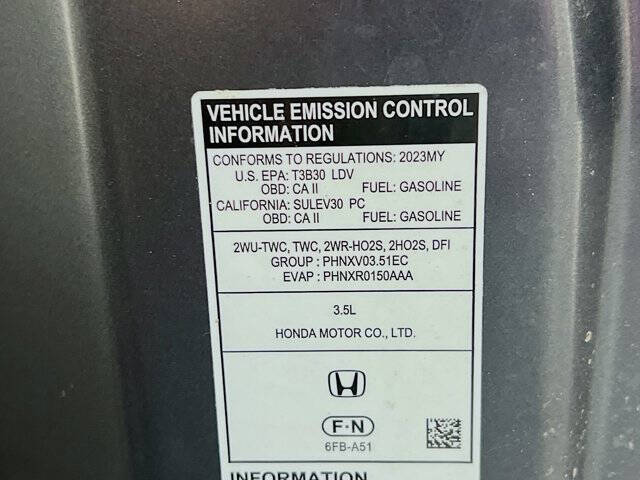 VEHICLE EMISSION CONTROL
INFORMATION
CONFORMS TO REGULATIONS: 2023MY
U.S. EPA: T3B30 LDV
OBD: CA II FUEL: GASOLINE
CALIFORNIA: SULEV30 PC
OBD: CA II FUEL: GASOLINE
2WU-TWC, TWC, 2WR-HO2S, 2HO2S, DFI
GROUP : PHNXV03.51EC
EVAP : PHNXR0150AAA
3.5L
HONDA MOTOR CO., LTD.
F-N
6FB-A51
INFORMATION